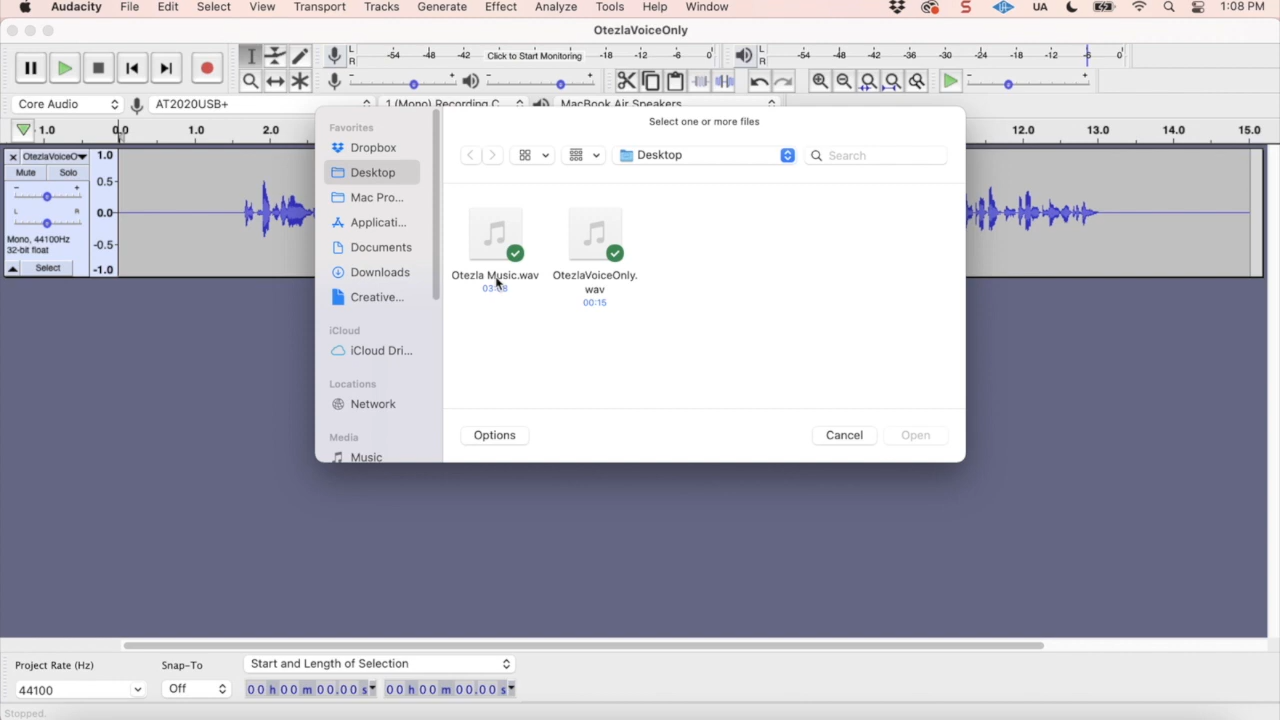 Audacity File Edit Select View Transport Tracks Generate Effect Analyze Tools Help Window UA 1:08 PM
OtezlaVoiceOnly
L R -54 -48 -42 Click to Start Monitoring -18 -12 -6 0 L R -54 -48 -42 -36 -30 -24 -18 -12 -6 0
- + - + - +
Core Audio AT2020USB+ 1 (Mono) Recording C MacBook Air Speakers
1.0 0.0 1.0 2.0 12.0 13.0 14.0 15.0
OtezlaVoiceO
Mute Solo
- +
L R
Mono, 44100Hz
32-bit float
Select
1.0
0.5
0.0
-0.5
-1.0
Select one or more files
Favorites
Dropbox
Desktop
Mac Pro...
Applicati...
Documents
Downloads
Creative...
iCloud
iCloud Dri...
Locations
Network
Media
Music
Desktop
Search
Otezla Music.wav
OtezlaVoiceOnly.
wav
00:15
Options Cancel Open
Project Rate (Hz) Snap-To Start and Length of Selection
44100 Off 00 h 00 m 00.00 s 00 h 00 m 00.00 s
Stopped.